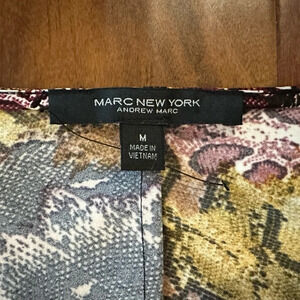 MARC NEW YORK
ANDREW MARC
M
MADE IN
VIETNAM